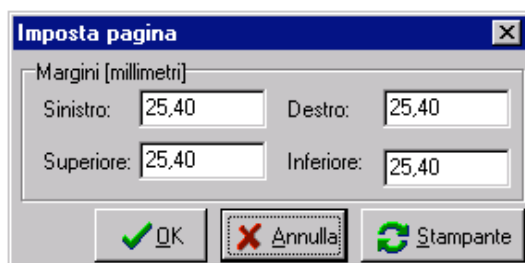 Imposta pagina
Margini [millimetri]
Sinistro: 25,40 Destro: 25,40
Superiore: 25,40 Inferiore: 25,40
OK Annulla Stampante